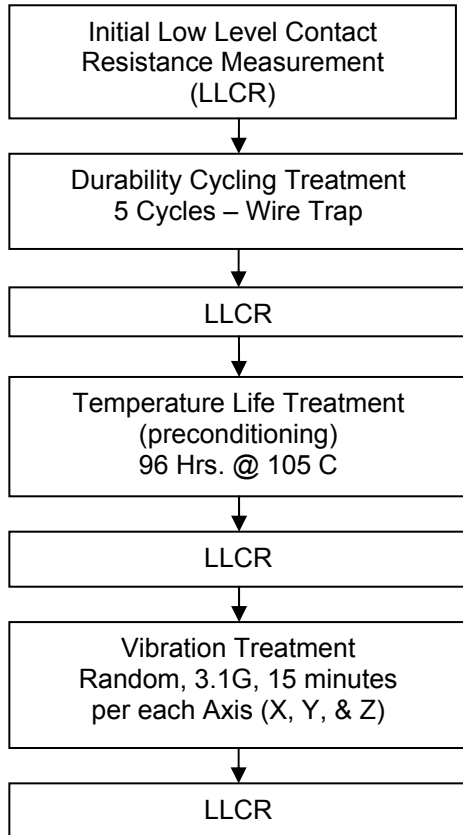 Initial Low Level Contact
Resistance Measurement
(LLCR)
Durability Cycling Treatment
5 Cycles – Wire Trap
LLCR
Temperature Life Treatment
(preconditioning)
96 Hrs. @ 105 C
LLCR
Vibration Treatment
Random, 3.1G, 15 minutes
per each Axis (X, Y, & Z)
LLCR